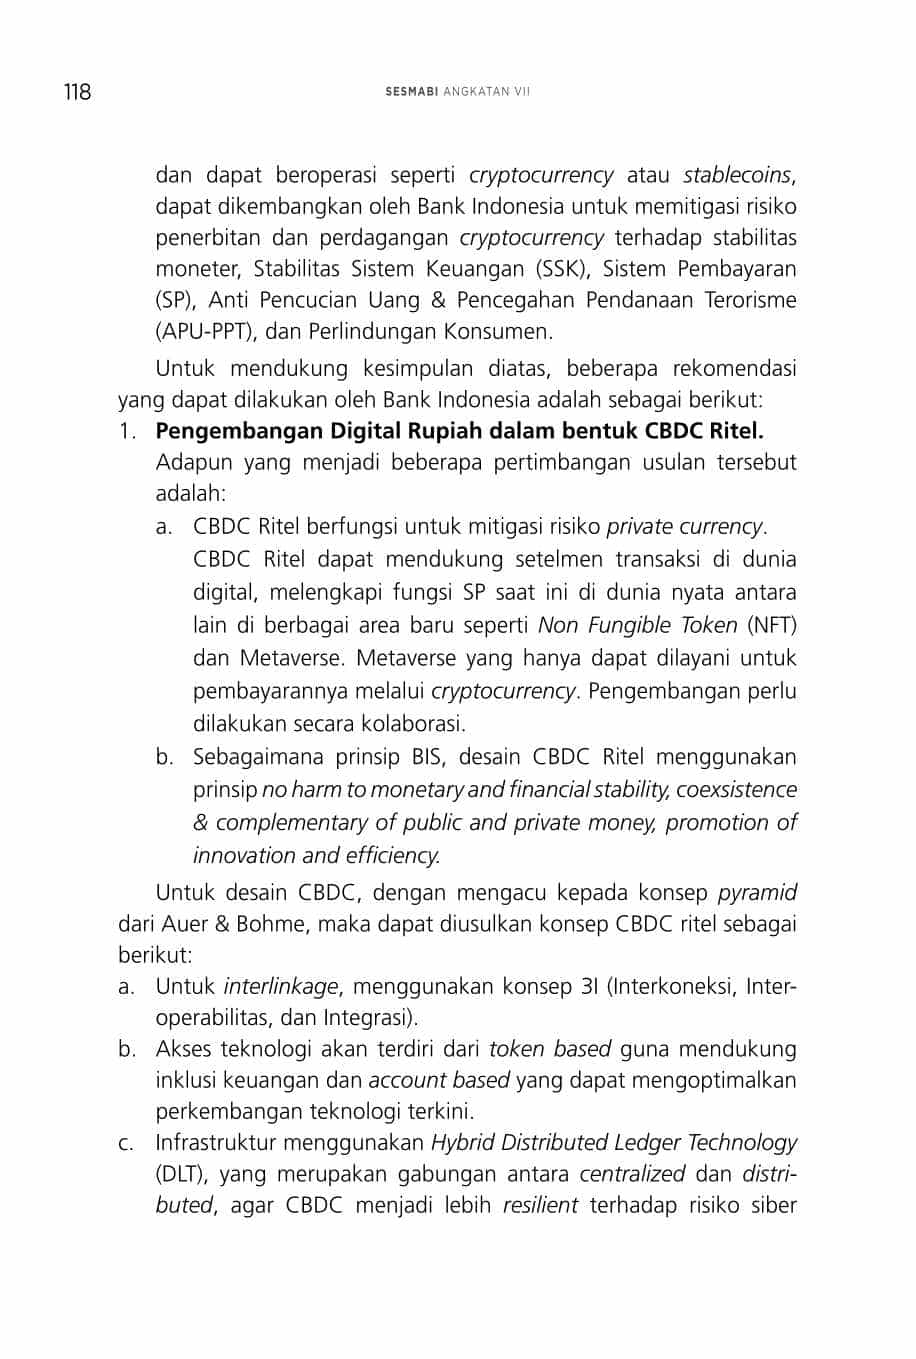 118
SESMABI ANGKATAN VII
dan dapat beroperasi seperti cryptocurrency atau stablecoins,
dapat dikembangkan oleh Bank Indonesia untuk memitigasi risiko
penerbitan dan perdagangan cryptocurrency terhadap stabilitas
moneter, Stabilitas Sistem Keuangan (SSK), Sistem Pembayaran
(SP), Anti Pencucian Uang & Pencegahan Pendanaan Terorisme
(APU-PPT), dan Perlindungan Konsumen.
Untuk mendukung kesimpulan diatas, beberapa rekomendasi
yang dapat dilakukan oleh Bank Indonesia adalah sebagai berikut:
1. Pengembangan Digital Rupiah dalam bentuk CBDC Ritel.
Adapun yang menjadi beberapa pertimbangan usulan tersebut
adalah:
a. CBDC Ritel berfungsi untuk mitigasi risiko private currency.
CBDC Ritel dapat mendukung setelmen transaksi di dunia
digital, melengkapi fungsi SP saat ini di dunia nyata antara
lain di berbagai area baru seperti Non Fungible Token (NFT)
dan Metaverse. Metaverse yang hanya dapat dilayani untuk
pembayarannya melalui cryptocurrency. Pengembangan perlu
dilakukan secara kolaborasi.
b. Sebagaimana prinsip BIS, desain CBDC Ritel menggunakan
prinsip no harm to monetary and financial stability, coexsistence
& complementary of public and private money, promotion of
innovation and efficiency.
Untuk desain CBDC, dengan mengacu kepada konsep pyramid
dari Auer & Bohme, maka dapat diusulkan konsep CBDC ritel sebagai
berikut:
a. Untuk interlinkage, menggunakan konsep 3I (Interkoneksi, Inter-
operabilitas, dan Integrasi).
b. Akses teknologi akan terdiri dari token based guna mendukung
inklusi keuangan dan account based yang dapat mengoptimalkan
perkembangan teknologi terkini.
c. Infrastruktur menggunakan Hybrid Distributed Ledger Technology
(DLT), yang merupakan gabungan antara centralized dan distri-
buted, agar CBDC menjadi lebih resilient terhadap risiko siber